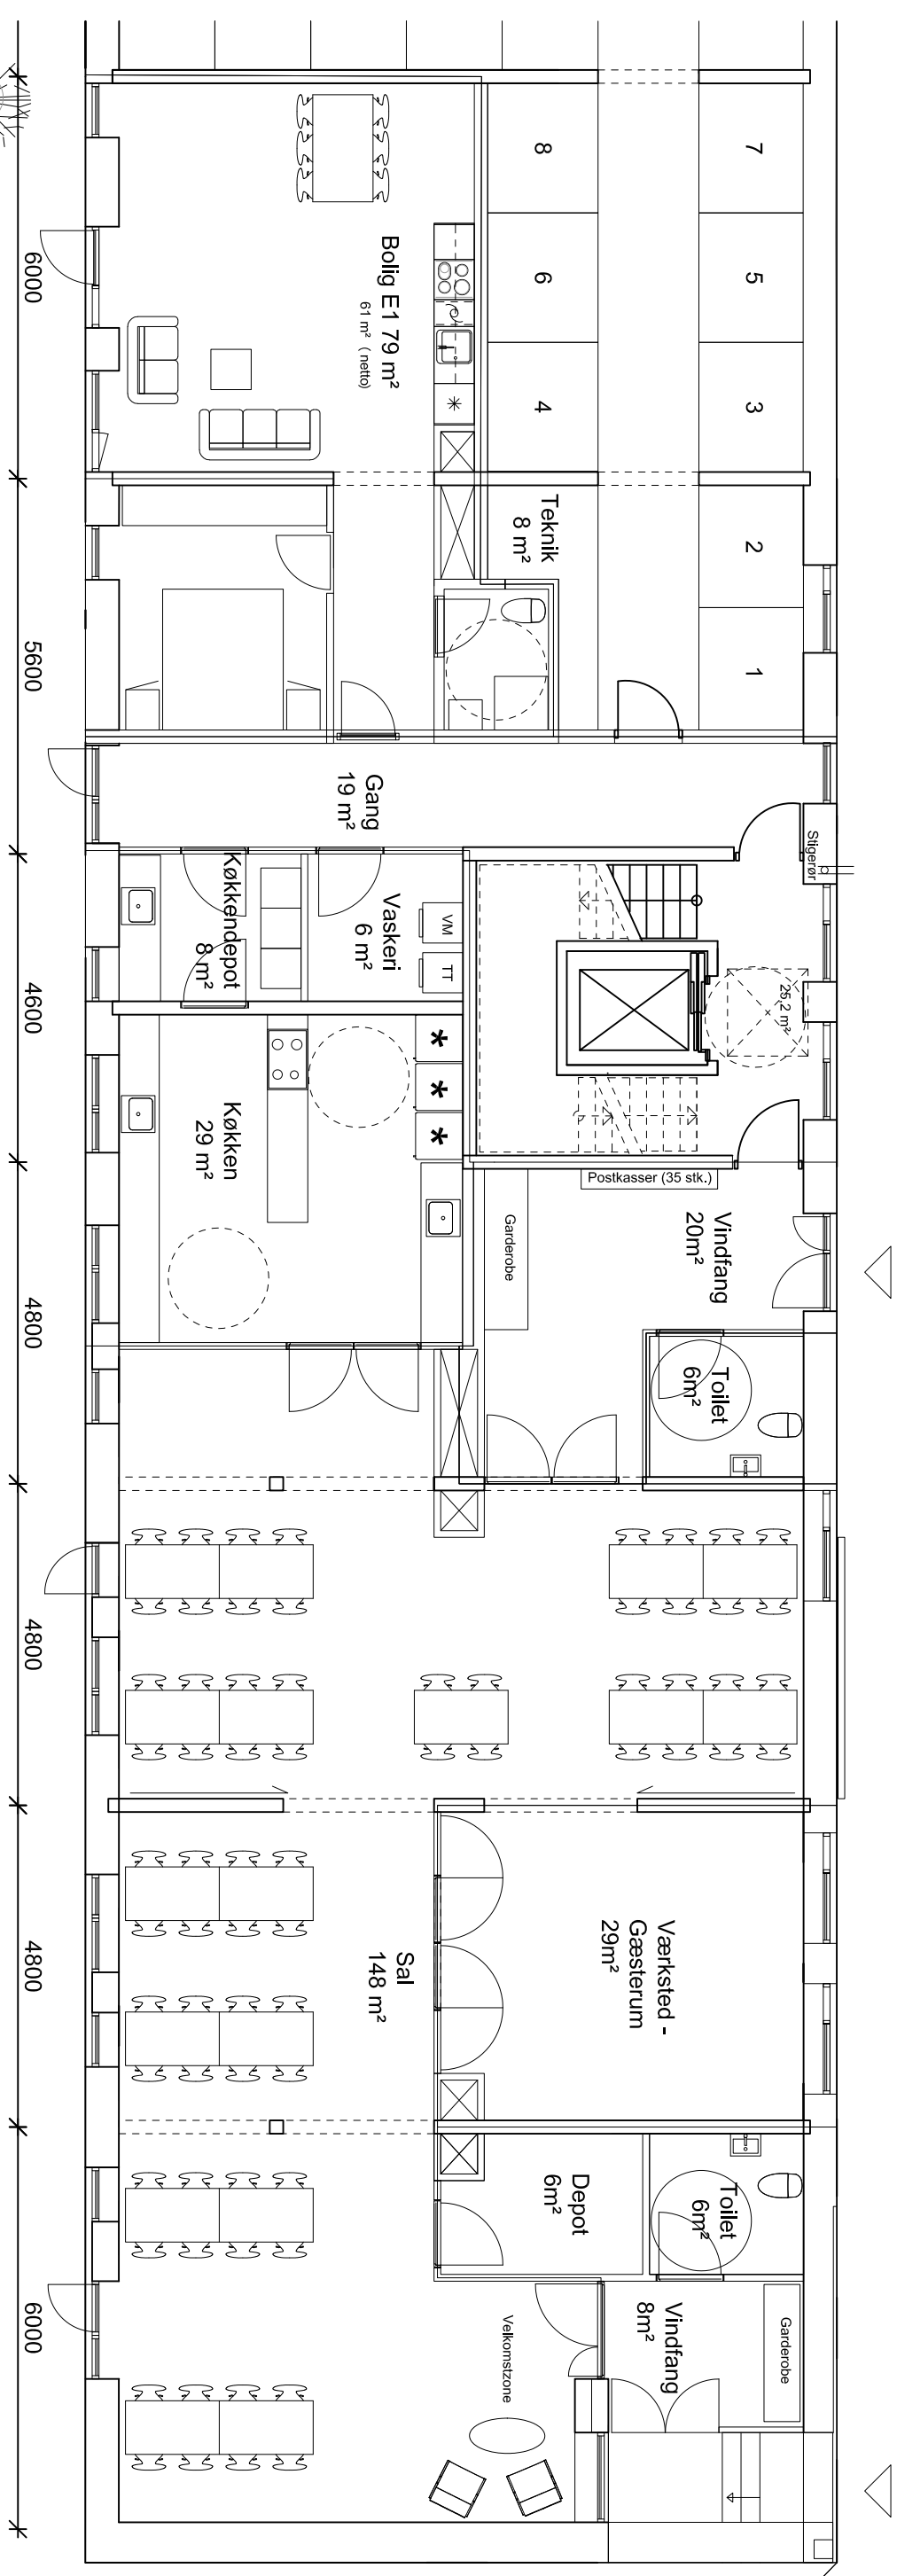 7
5
3
2
1
8
6
4
Teknik
8 m²
Bolig E1 79 m²
61 m² ( netto)
Gang
19 m²
Stigerør
25,2 m²
Køkkendepot
8 m²
Vaskeri
6 m²
VM
TT
Køkken
29 m²
Postkasser (35 stk.)
Garderobe
Vindfang
20m²
Toilet
6m²
Sal
148 m²
Værksted -
Gæsterum
29m²
Depot
6m²
Toilet
6m²
Vindfang
8m²
Garderobe
Velkomstzone
6000
5600
4600
4800
4800
4800
6000